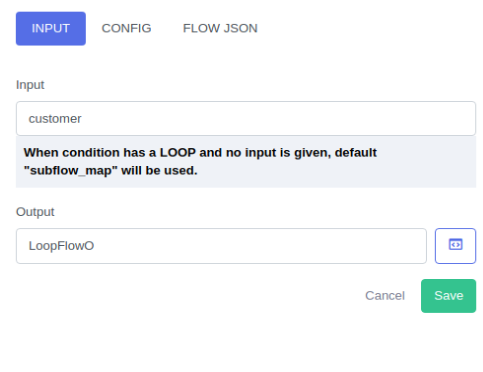 INPUT CONFIG FLOW JSON
Input
customer
When condition has a LOOP and no input is given, default
"subflow_map" will be used.
Output
LoopFlowO
Cancel Save